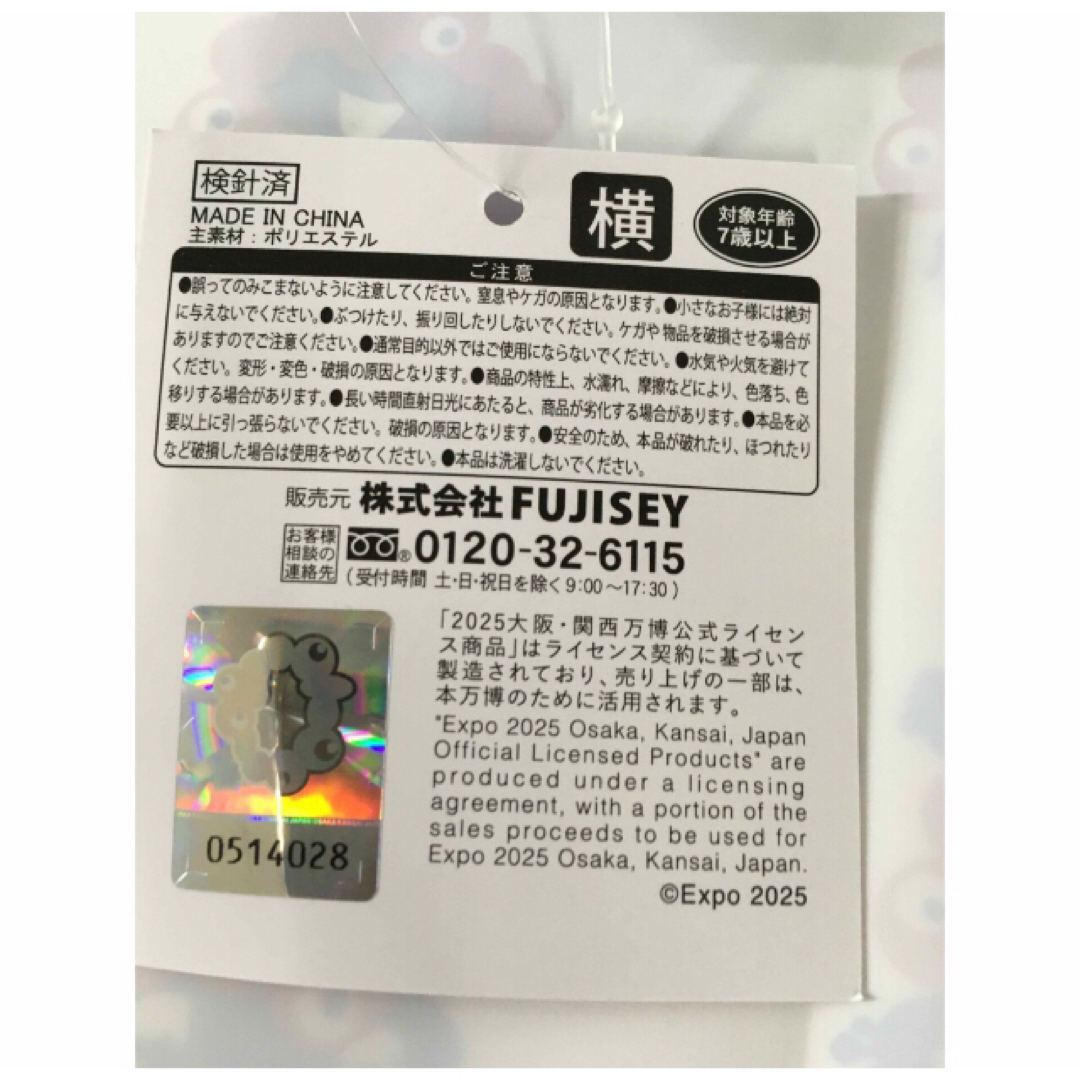 検針済
MADE IN CHINA
主素材：ポリエステル
横
対象年齢
7歳以上
ご注意
●誤ってのみこまないように注意してください。窒息やケガの原因となります。●小さなお子様には絶対
に与えないでください。●ぶつけたり、振り回したりしないでください。ケガや物品を破損させる場合が
ありますのでご注意ください。●通常目的以外ではご使用にならないでください。●水気や火気を避けて
ください。変形・変色・破損の原因となります。●商品の特性上、水濡れ、摩擦などにより、色落ち、色
移りする場合があります。●長い時間直射日光にあたると、商品が劣化する場合があります。●本品を必
要以上に引っ張らないでください。破損の原因となります。●安全のため、本品が破れたり、ほつれたり
など破損した場合は使用をやめてください。●本品は洗濯しないでください。
販売元 株式会社FUJISEY
お客様
相談の
連絡先
®0120-32-6115
（受付時間 土・日・祝日を除く9:00～17:30）
「2025大阪・関西万博公式ライセン
ス商品」はライセンス契約に基づいて
製造されており、売り上げの一部は、
本万博のために活用されます。
"Expo 2025 Osaka, Kansai, Japan
Official Licensed Products" are
produced under a licensing
agreement, with a portion of the
sales proceeds to be used for
Expo 2025 Osaka, Kansai, Japan.
©Expo 2025
0514028